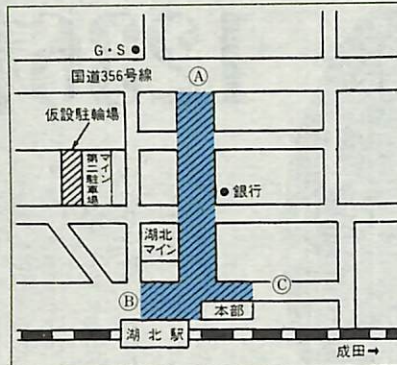 G・S
Ⓐ
国道356号線
仮設駐輪場
マイン
第二駐車場
銀行
湖北
マイン
Ⓑ
Ⓒ
本部
湖北駅
成田→